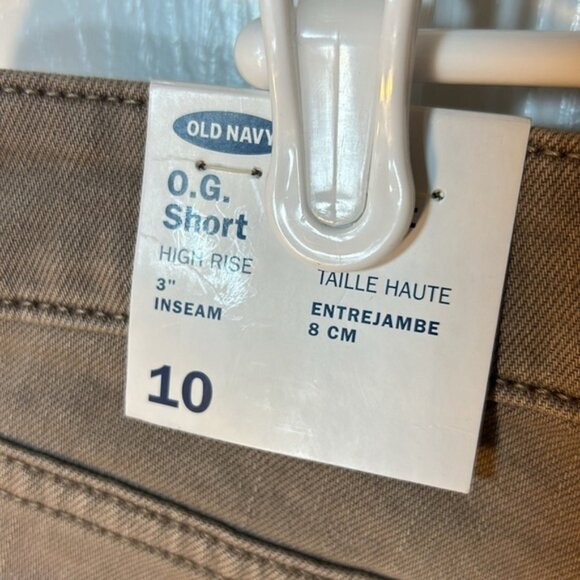 OLD NAVY
O.G.
Short
HIGH RISE
3"
INSEAM
TAILLE HAUTE
ENTREJAMBE
8 CM
10